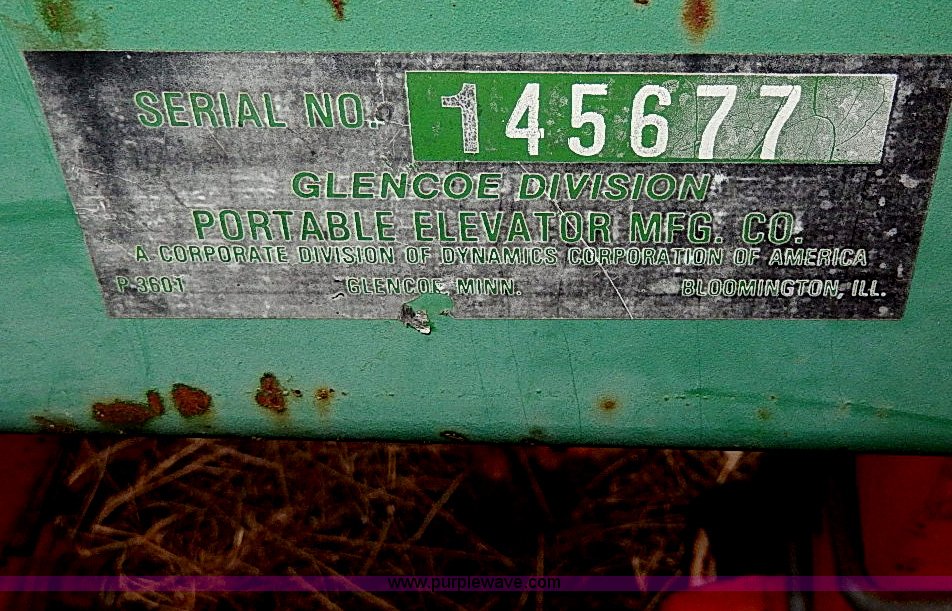 SERIAL NO. 145677
GLENCOE DIVISION
PORTABLE ELEVATOR MFG. CO.
A CORPORATE DIVISION OF DYNAMICS CORPORATION OF AMERICA
P-3601 GLENCOE, MINN. BLOOMINGTON, ILL.
www.purplewave.com